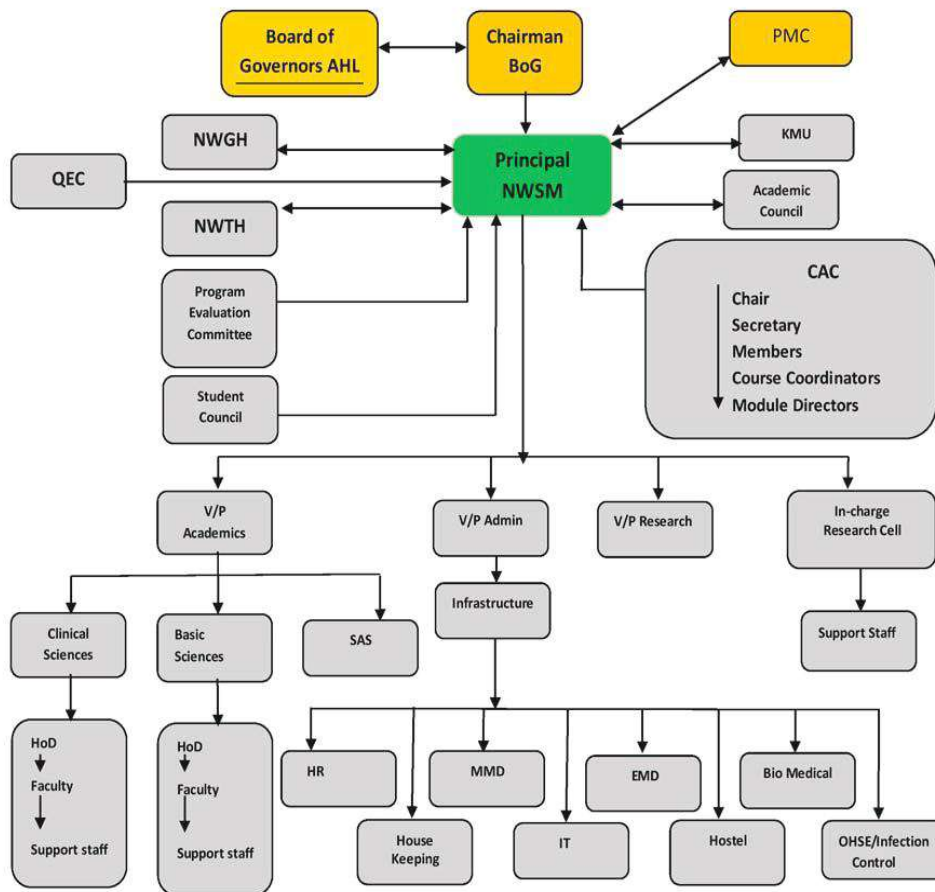 Board of
Governors AHL
Chairman
BoG
PMC
NWGH
KMU
QEC
Principal
NWSM
Academic
Council
NWTH
Program
Evaluation
Committee
CAC
Chair
Secretary
Members
Course Coordinators
Module Directors
Student
Council
V/P
Academics
V/P Admin
V/P Research
In-charge
Research Cell
Infrastructure
Clinical
Sciences
Basic
Sciences
SAS
Support Staff
HoD
Faculty
Support staff
HoD
Faculty
Support staff
HR
MMD
EMD
Bio Medical
House
Keeping
IT
Hostel
OHSE/Infection
Control